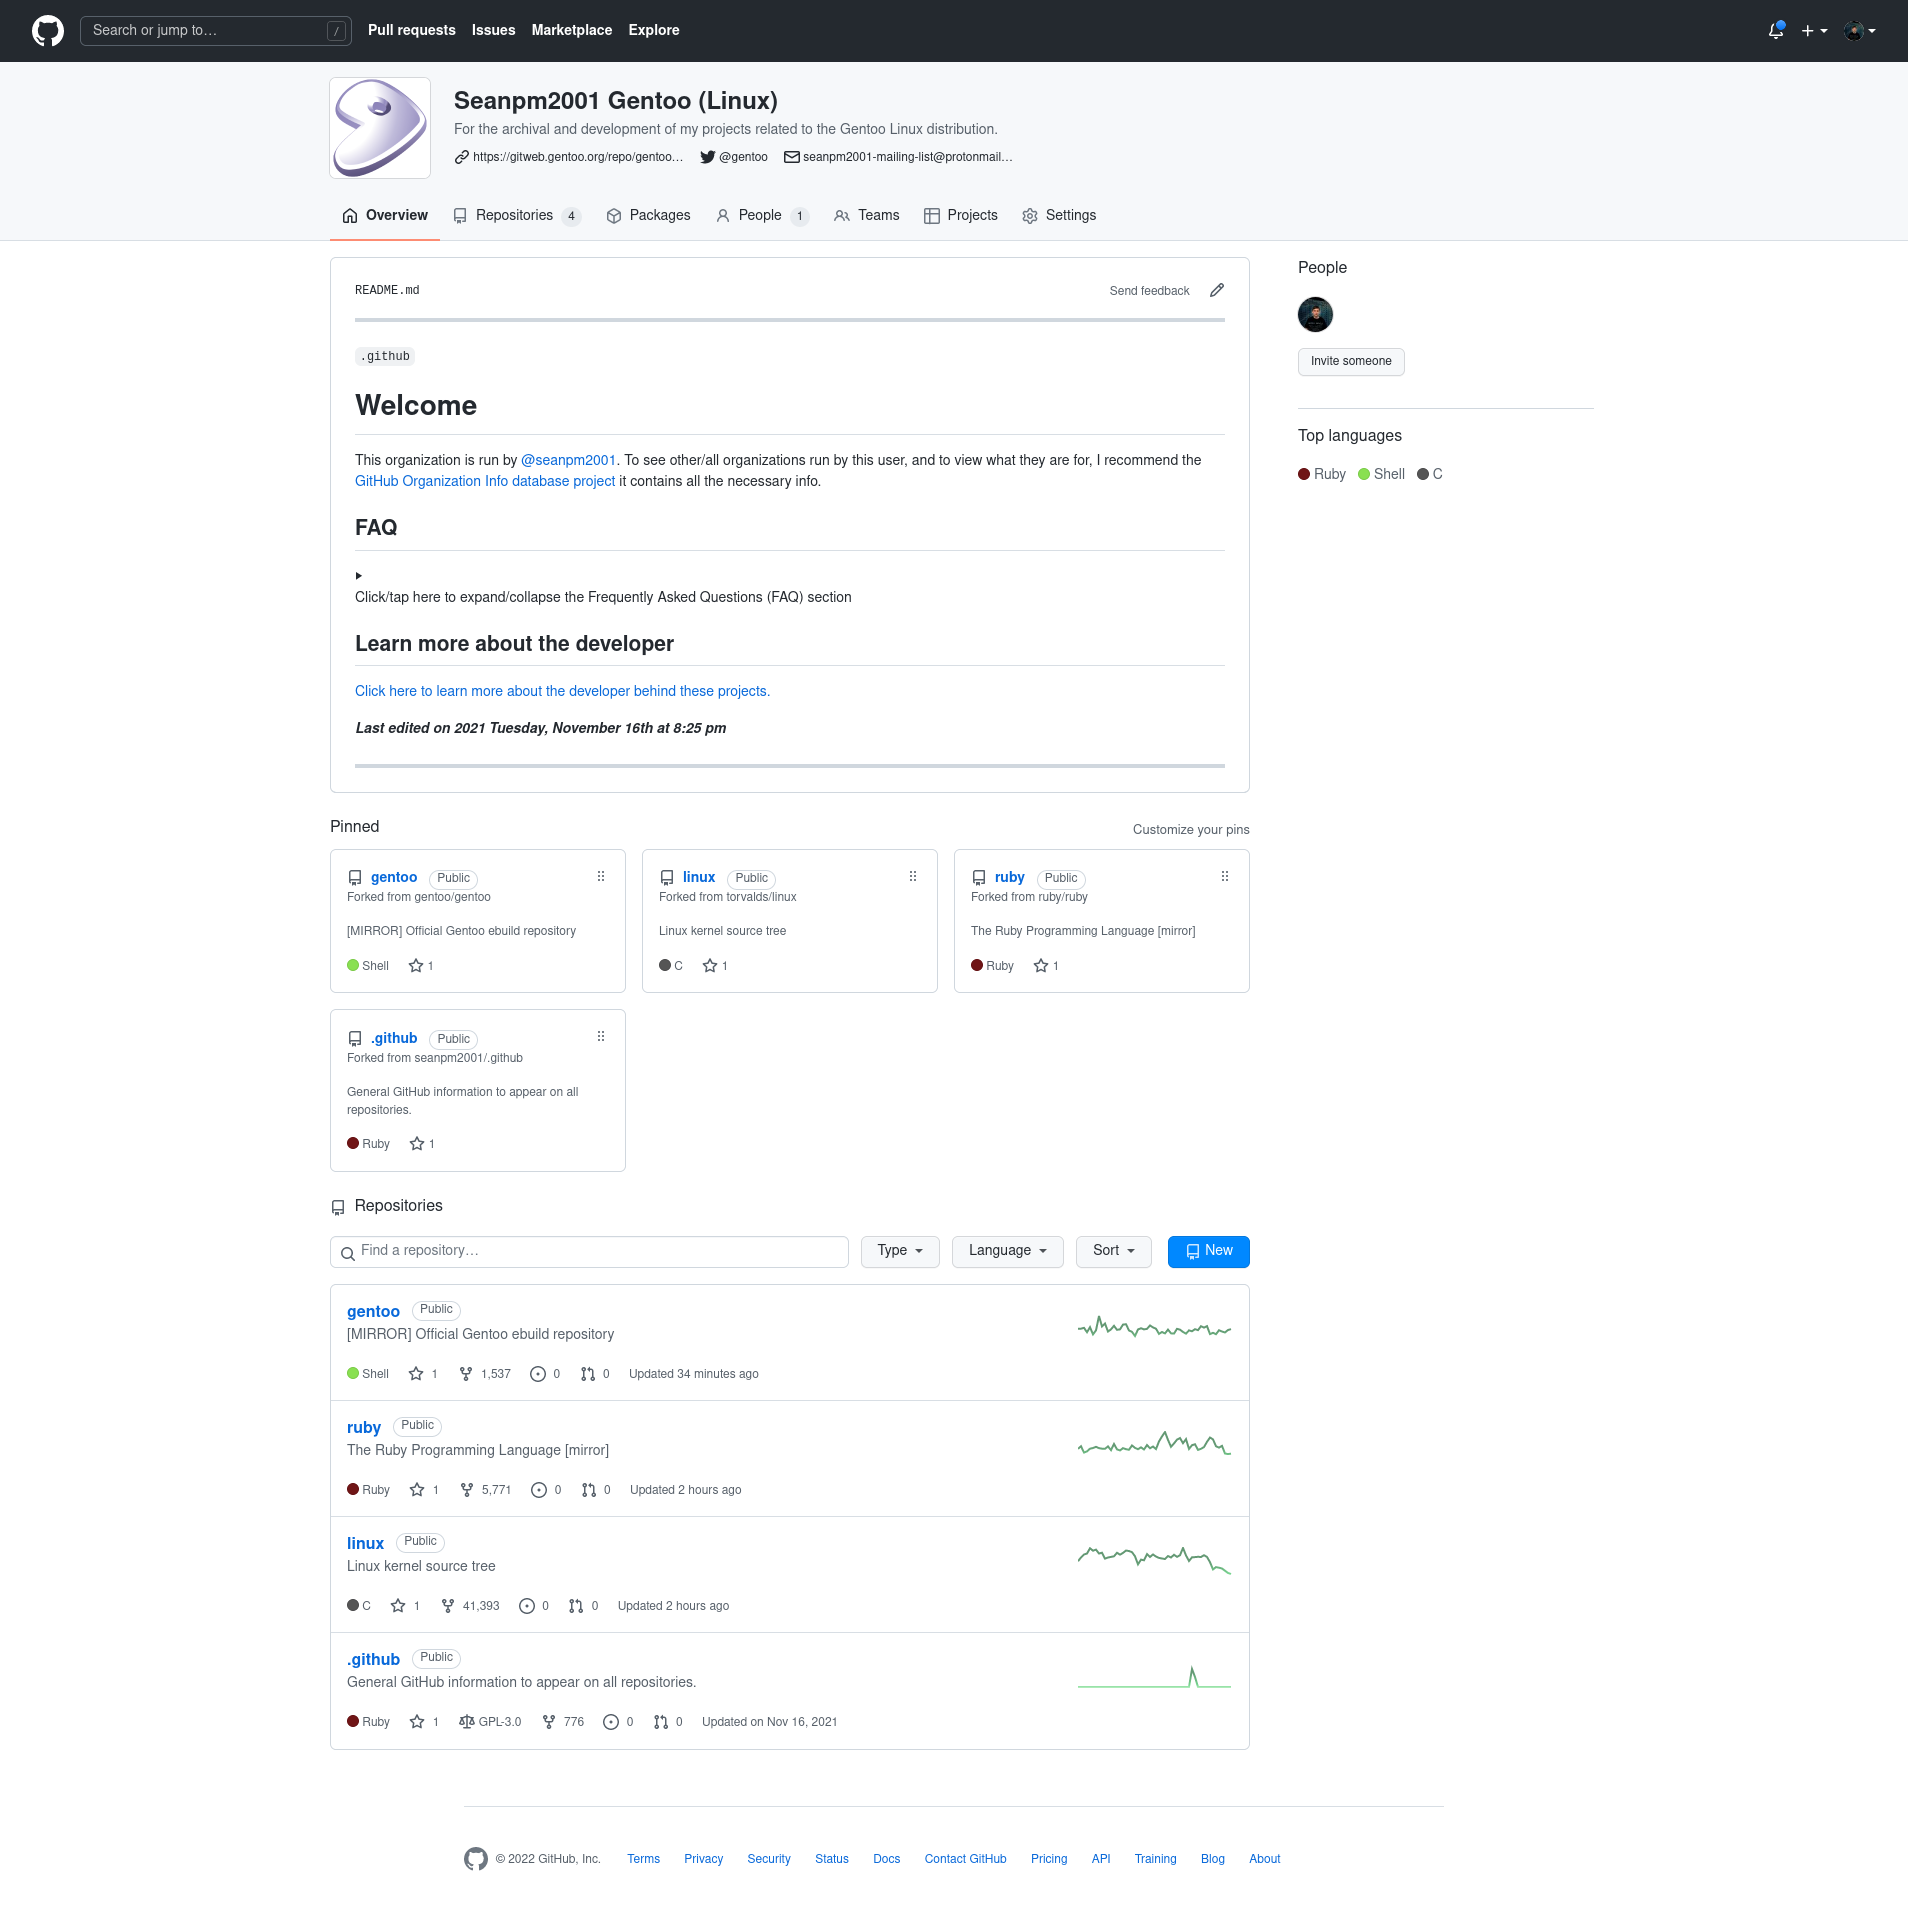 Search or jump to…
/
Pull requests
Issues
Marketplace
Explore
Seanpm2001 Gentoo (Linux)
For the archival and development of my projects related to the Gentoo Linux distribution.
https://gitweb.gentoo.org/repo/gentoo…
@gentoo
seanpm2001-mailing-list@protonmail…
Overview
Repositories 4
Packages
People 1
Teams
Projects
Settings
README.md
Send feedback
.github
Welcome
This organization is run by @seanpm2001. To see other/all organizations run by this user, and to view what they are for, I recommend the
GitHub Organization Info database project it contains all the necessary info.
FAQ
Click/tap here to expand/collapse the Frequently Asked Questions (FAQ) section
Learn more about the developer
Click here to learn more about the developer behind these projects.
Last edited on 2021 Tuesday, November 16th at 8:25 pm
People
Invite someone
Top languages
Ruby Shell C
Pinned
Customize your pins
gentoo Public
Forked from gentoo/gentoo
[MIRROR] Official Gentoo ebuild repository
Shell 1
linux Public
Forked from torvalds/linux
Linux kernel source tree
C 1
ruby Public
Forked from ruby/ruby
The Ruby Programming Language [mirror]
Ruby 1
.github Public
Forked from seanpm2001/.github
General GitHub information to appear on all
repositories.
Ruby 1
Repositories
Find a repository…
Type
Language
Sort
New
gentoo Public
[MIRROR] Official Gentoo ebuild repository
Shell 1 1,537 0 0 Updated 34 minutes ago
ruby Public
The Ruby Programming Language [mirror]
Ruby 1 5,771 0 0 Updated 2 hours ago
linux Public
Linux kernel source tree
C 1 41,393 0 0 Updated 2 hours ago
.github Public
General GitHub information to appear on all repositories.
Ruby 1 GPL-3.0 776 0 0 Updated on Nov 16, 2021
© 2022 GitHub, Inc.
Terms
Privacy
Security
Status
Docs
Contact GitHub
Pricing
API
Training
Blog
About